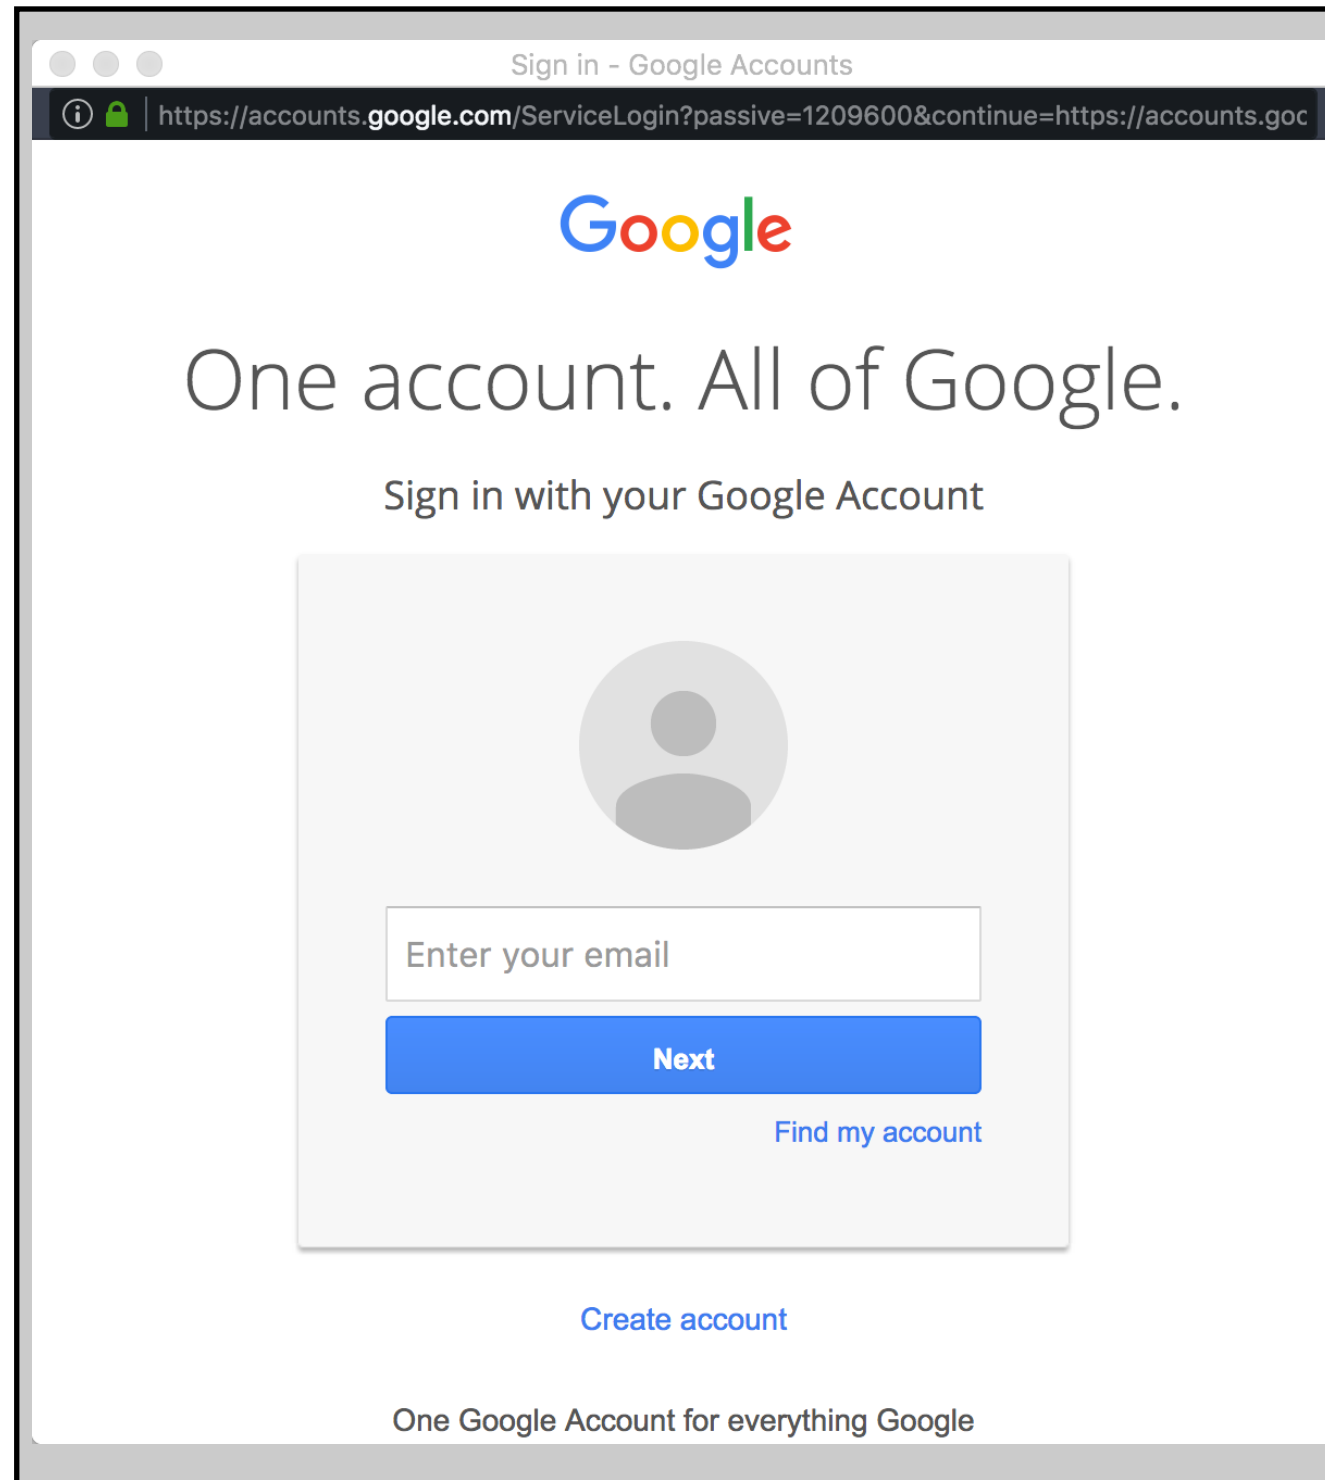 Sign in - Google Accounts
https://accounts.google.com/ServiceLogin?passive=1209600&continue=https://accounts.goo
Google
One account. All of Google.
Sign in with your Google Account
Enter your email
Next
Find my account
Create account
One Google Account for everything Google